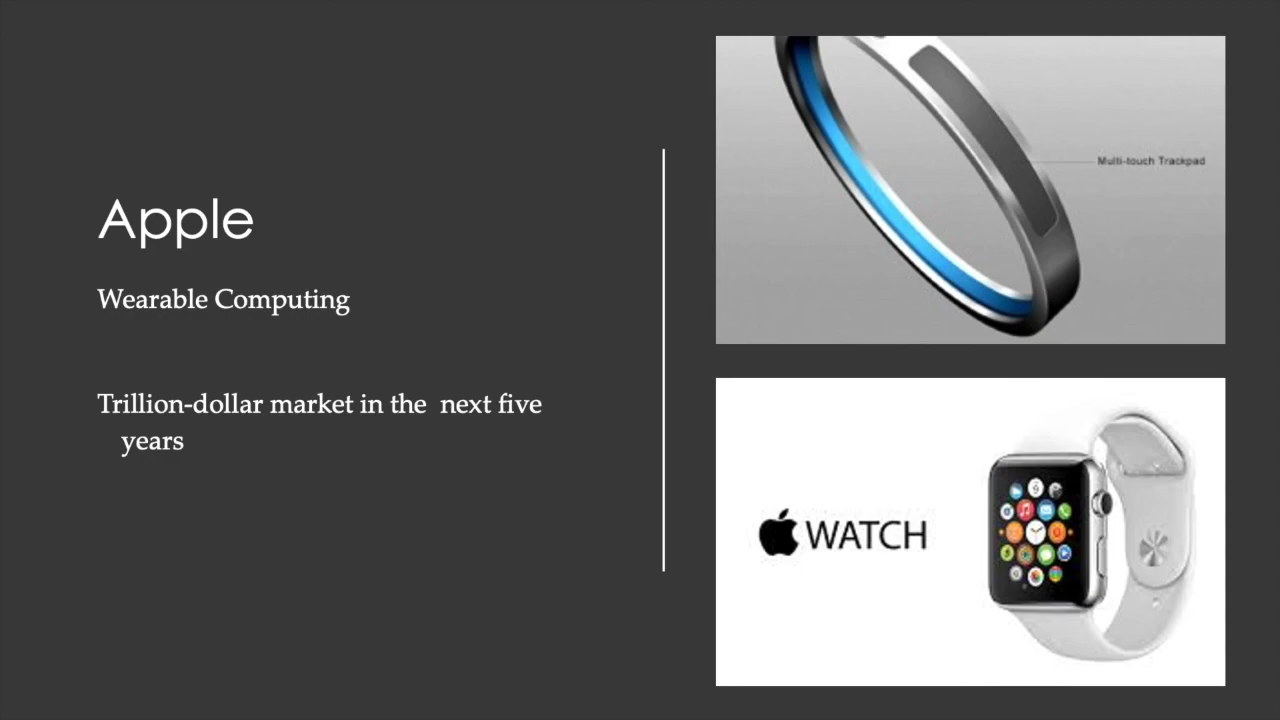 Apple
Wearable Computing
Trillion-dollar market in the next five
years
Multi-touch Trackpad
WATCH